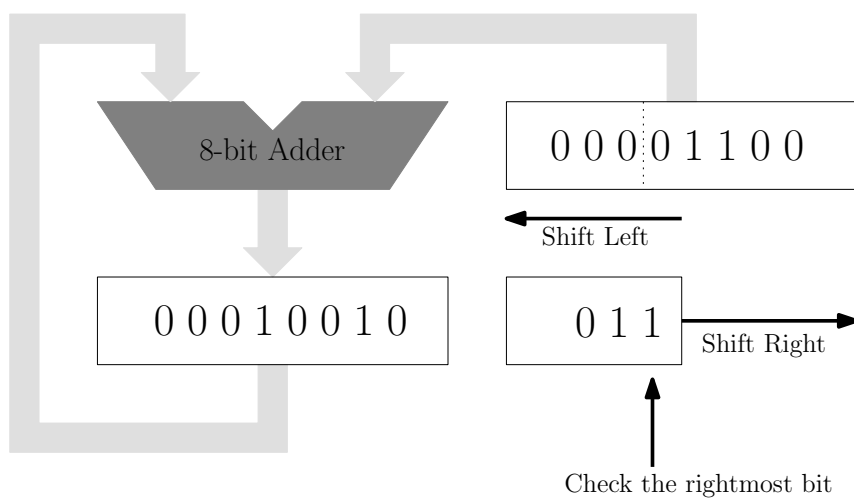 8-bit Adder
0 0 0 0 1 1 0 0
Shift Left
0 0 0 1 0 0 1 0
0 1 1
Shift Right
Check the rightmost bit